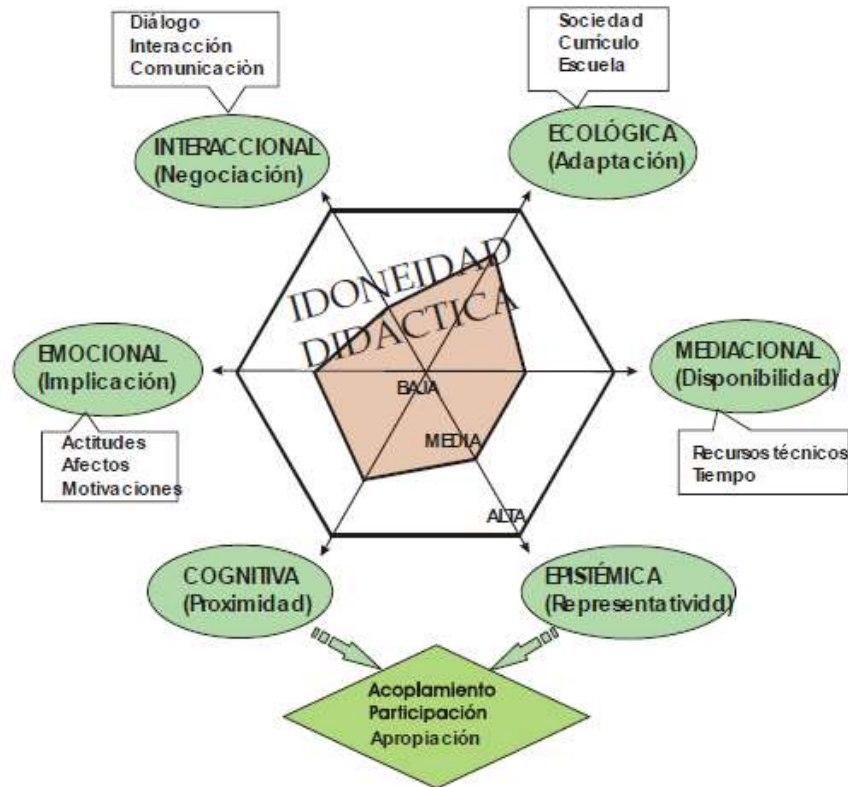 Diálogo
Interacción
Comunicaciòn
Sociedad
Currículo
Escuela
INTERACCIONAL
(Negociación)
ECOLÓGICA
(Adaptación)
IDONEIDAD
DIDÁCTICA
EMOCIONAL
(Implicación)
MEDIACIONAL
(Disponibilidad)
BAJA
MEDIA
ALTA
Actitudes
Afectos
Motivaciones
Recursos técnicos
Tiempo
COGNITIVA
(Proximidad)
EPISTÉMICA
(Representatividd)
Acoplamiento
Participación
Apropiación